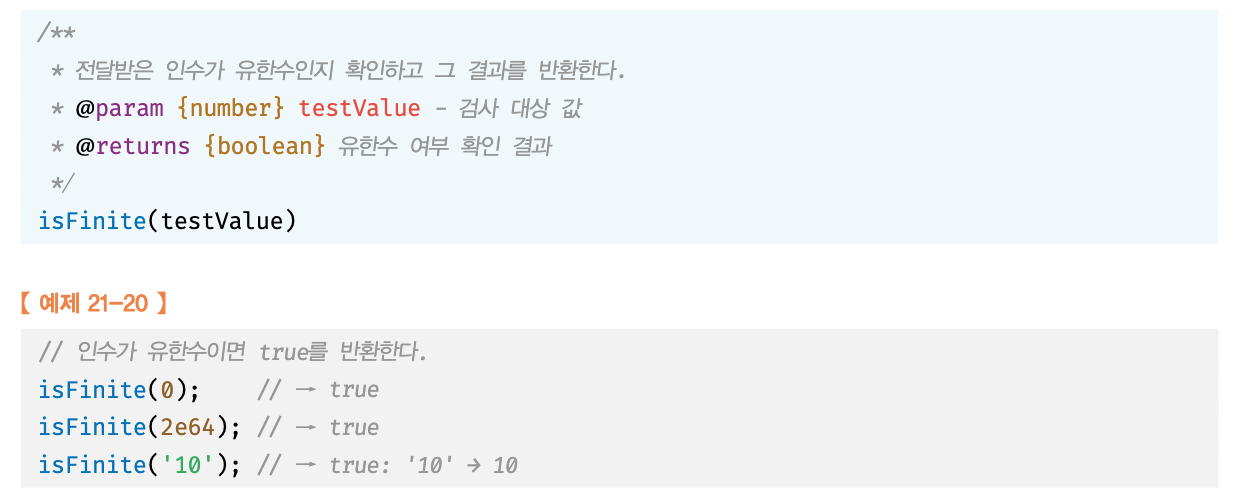 /**
 * 전달받은 인수가 유한수인지 확인하고 그 결과를 반환한다.
 * @param {number} testValue - 검사 대상 값
 * @returns {boolean} 유한수 여부 확인 결과
 */
isFinite(testValue)
【 예제 21-20 】
// 인수가 유한수이면 true를 반환한다.
isFinite(0);    // → true
isFinite(2e64); // → true
isFinite('10'); // → true: '10' → 10